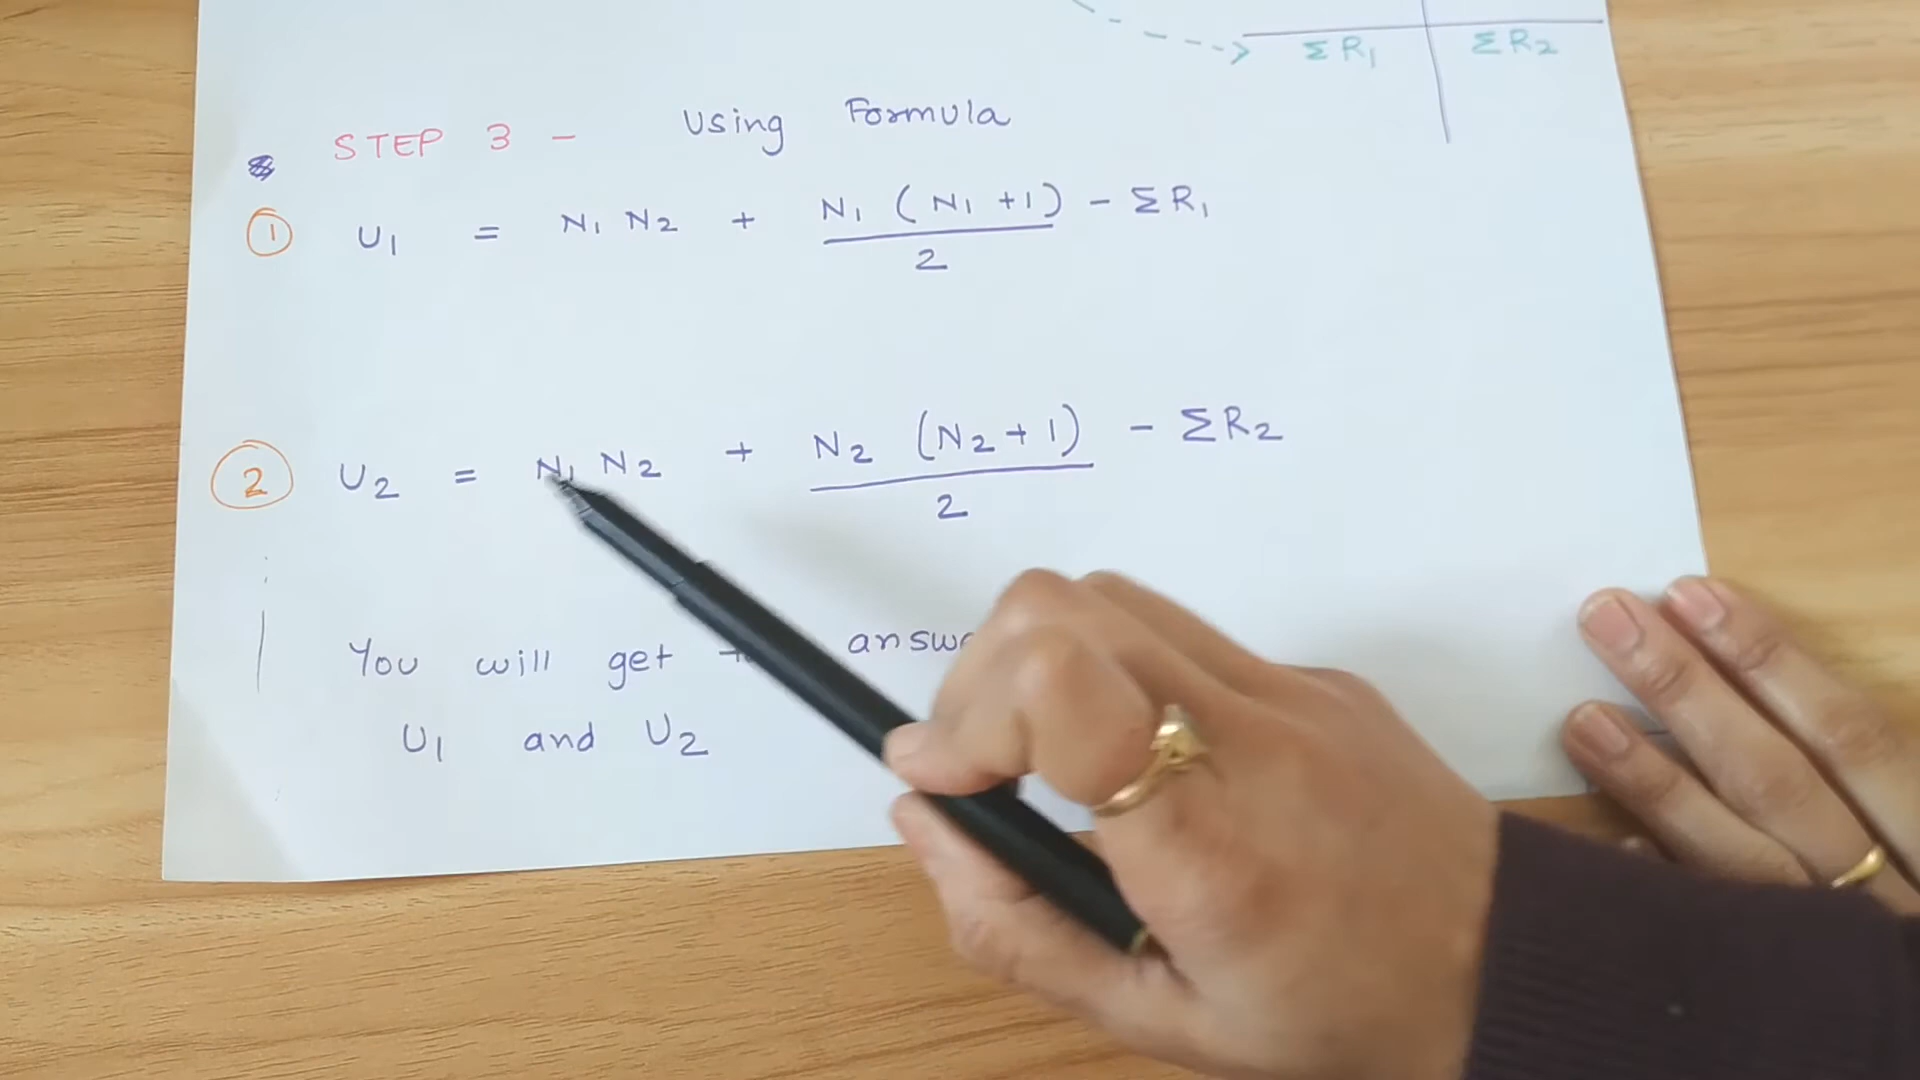 ΣR₁ ΣR₂
STEP 3 - Using Formula
① U₁ = N₁ N₂ + N₁ (N₁ +1) / 2 - ΣR₁
② U₂ = N₁ N₂ + N₂ (N₂ + 1) / 2 - ΣR₂
You will get
U₁ and U₂